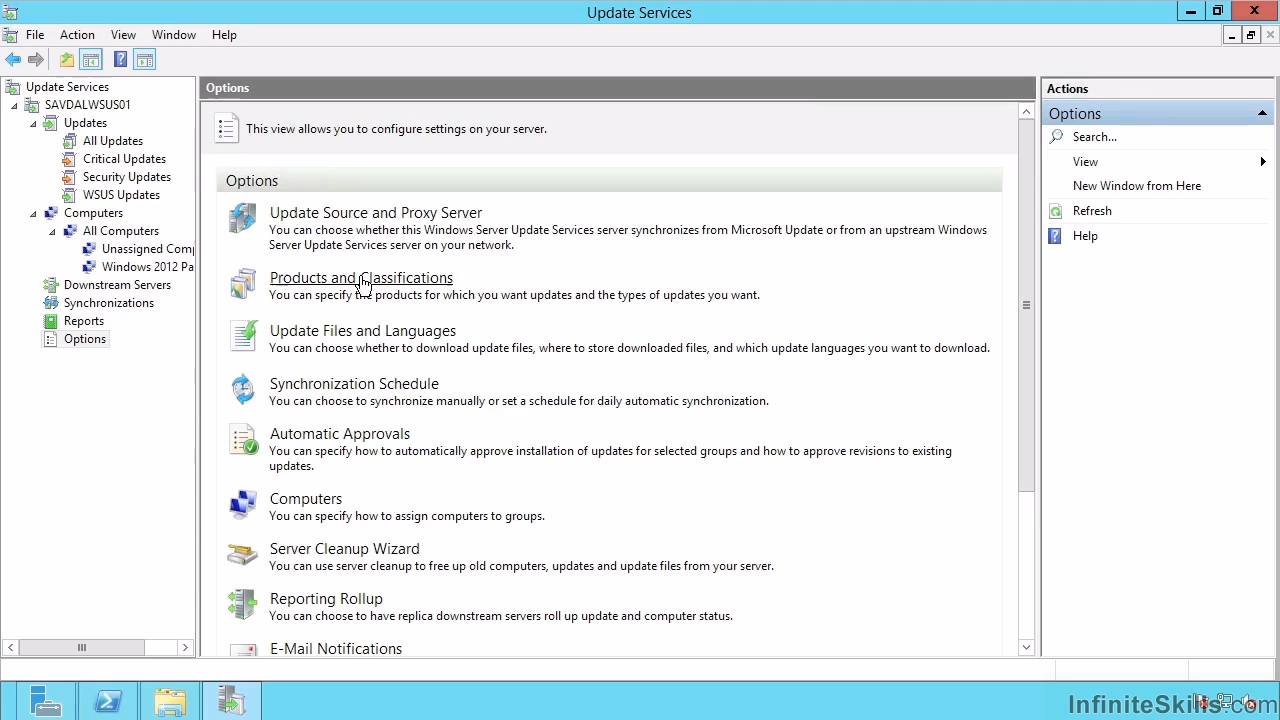 Update Services
File Action View Window Help
Update Services
SAVDALWSUS01
Updates
All Updates
Critical Updates
Security Updates
WSUS Updates
Computers
All Computers
Unassigned Com
Windows 2012 Pa
Downstream Servers
Synchronizations
Reports
Options
Options
This view allows you to configure settings on your server.
Options
Update Source and Proxy Server
You can choose whether this Windows Server Update Services server synchronizes from Microsoft Update or from an upstream Windows
Server Update Services server on your network.
Products and Classifications
You can specify the products for which you want updates and the types of updates you want.
Update Files and Languages
You can choose whether to download update files, where to store downloaded files, and which update languages you want to download.
Synchronization Schedule
You can choose to synchronize manually or set a schedule for daily automatic synchronization.
Automatic Approvals
You can specify how to automatically approve installation of updates for selected groups and how to approve revisions to existing
updates.
Computers
You can specify how to assign computers to groups.
Server Cleanup Wizard
You can use server cleanup to free up old computers, updates and update files from your server.
Reporting Rollup
You can choose to have replica downstream servers roll up update and computer status.
E-Mail Notifications
Actions
Options
Search...
View
New Window from Here
Refresh
Help
InfiniteSkills.com